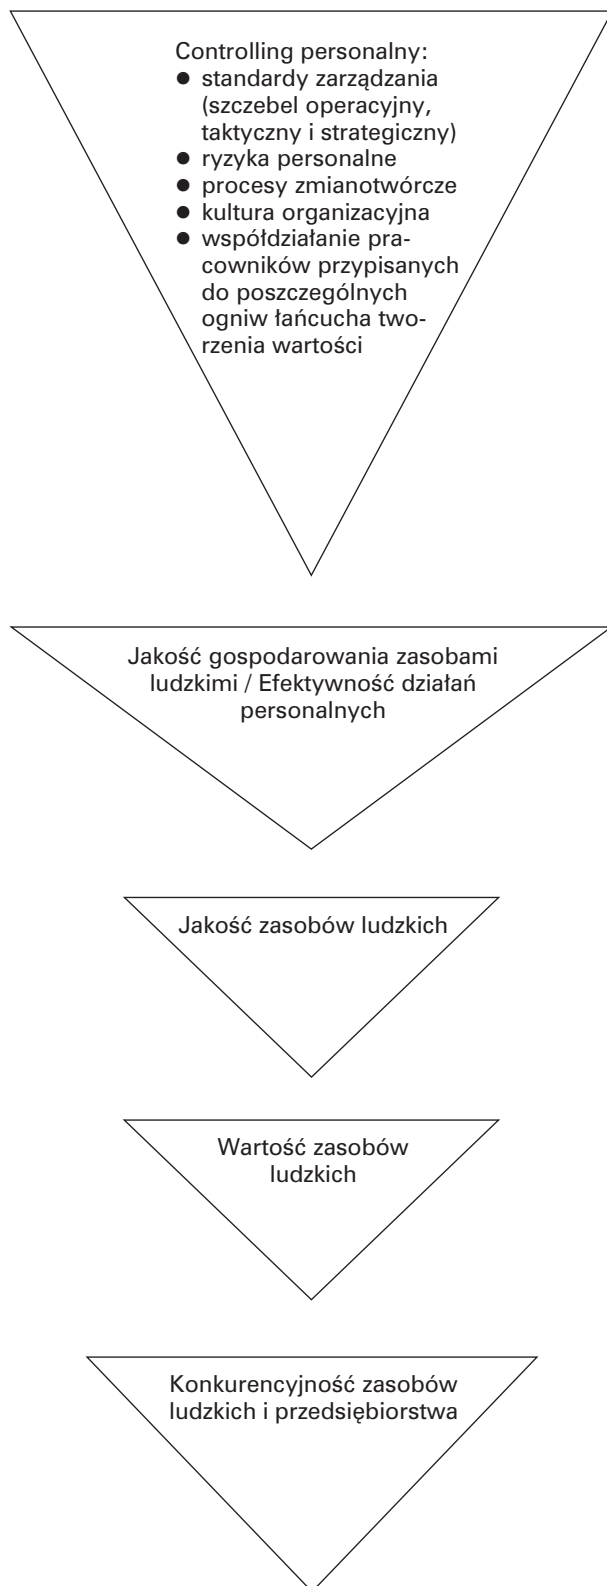 Controlling personalny:
● standardy zarządzania
(szczebel operacyjny,
taktyczny i strategiczny)
● ryzyka personalne
● procesy zmianotwórcze
● kultura organizacyjna
● współdziałanie pra-
cowników przypisanych
do poszczególnych
ogniw łańcucha two-
rzenia wartości
Jakość gospodarowania zasobami
ludzkimi / Efektywność działań
personalnych
Jakość zasobów ludzkich
Wartość zasobów
ludzkich
Konkurencyjność zasobów
ludzkich i przedsiębiorstwa